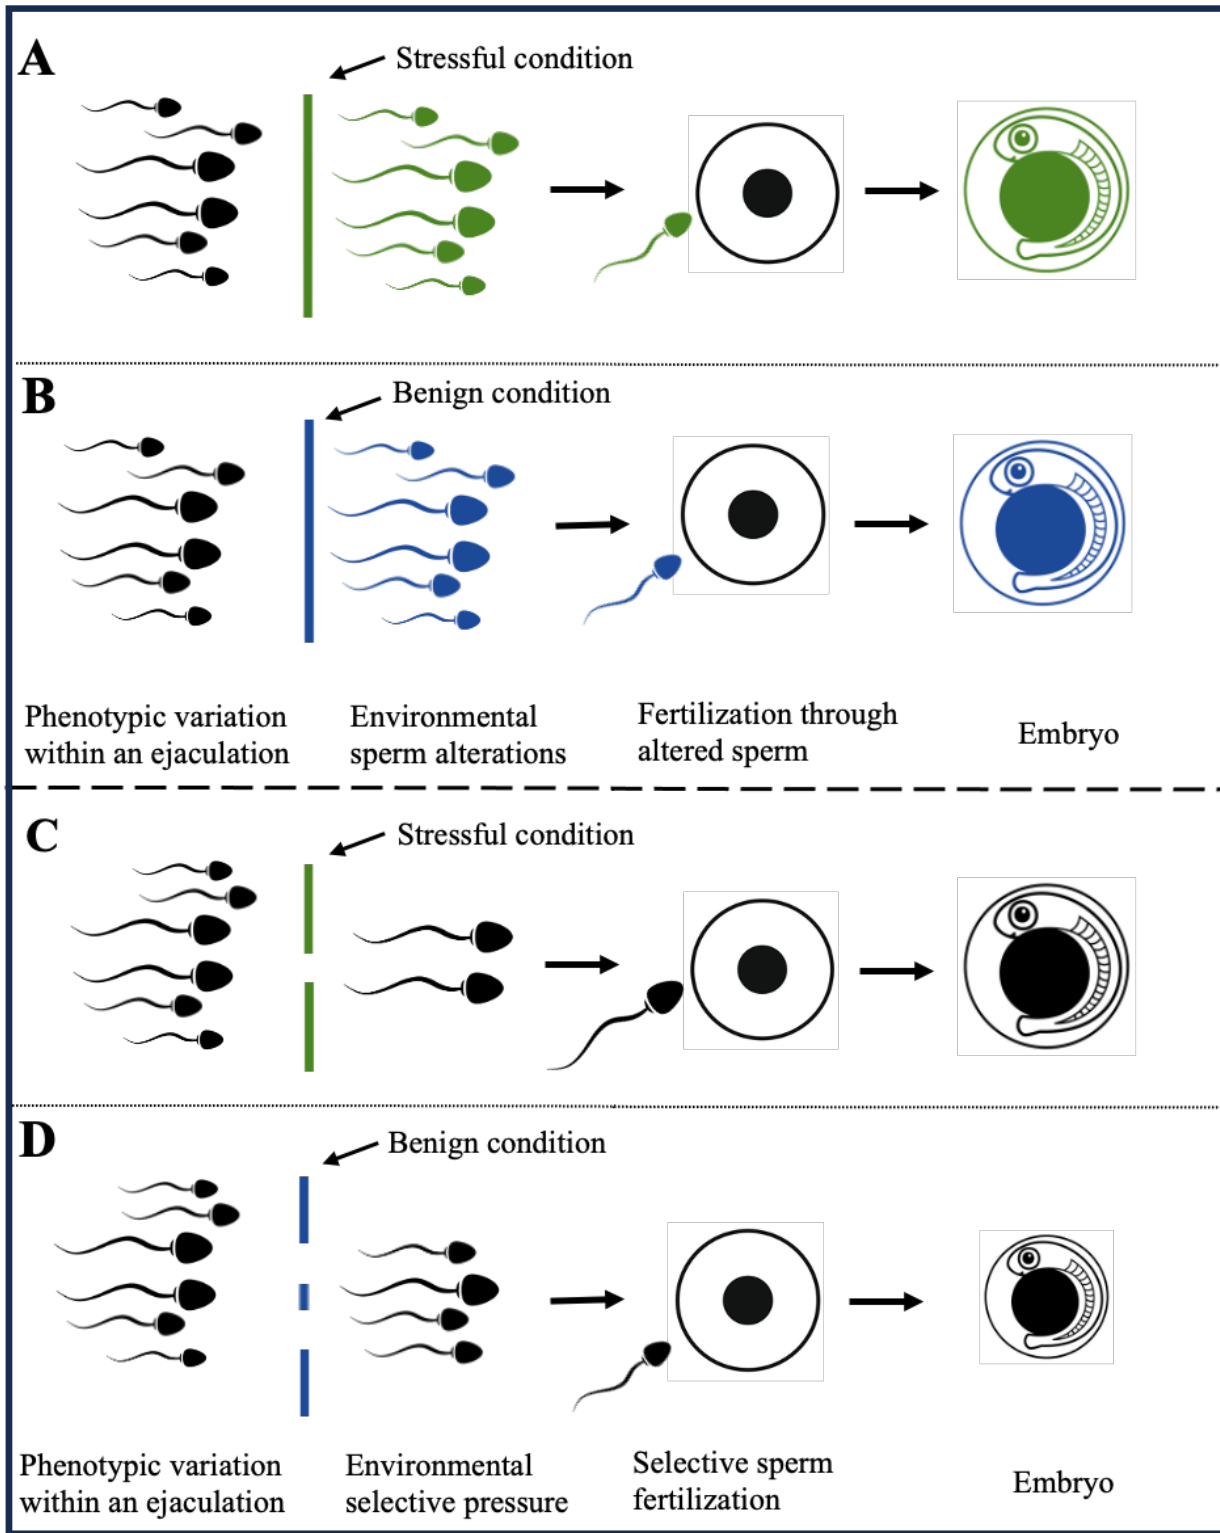 A
Stressful condition
B
Benign condition
Phenotypic variation
within an ejaculation
Environmental
sperm alterations
Fertilization through
altered sperm
Embryo
C
Stressful condition
D
Benign condition
Phenotypic variation
within an ejaculation
Environmental
selective pressure
Selective sperm
fertilization
Embryo